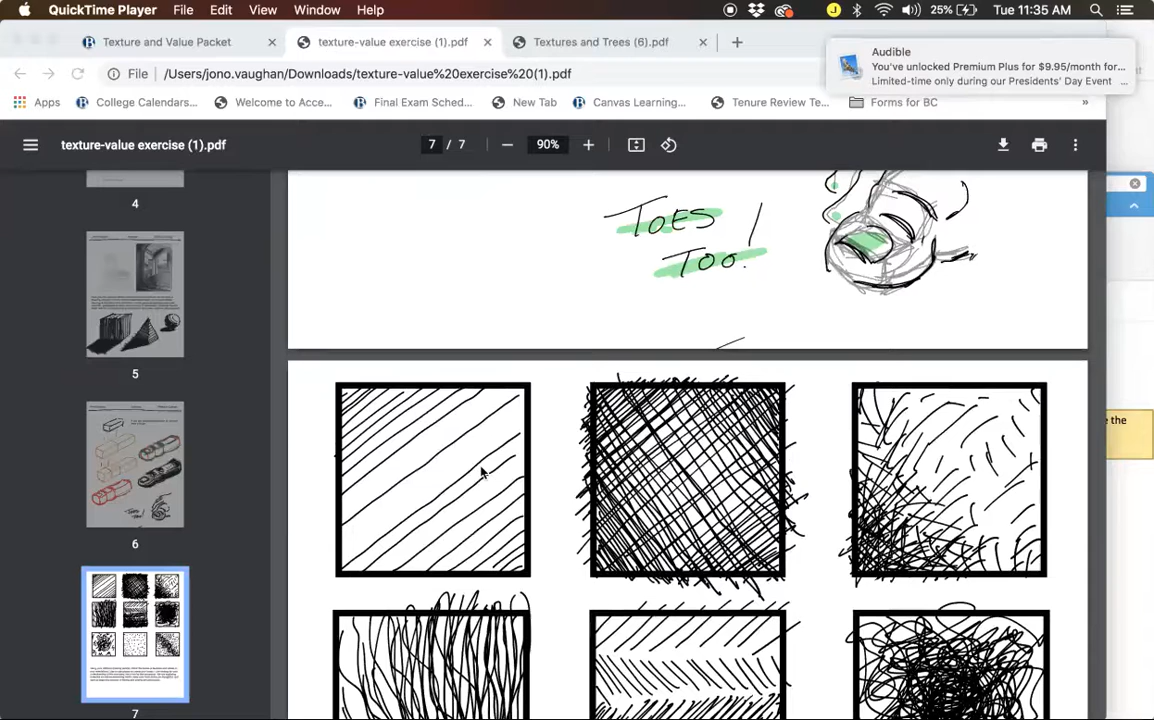 QuickTime Player File Edit View Window Help
25% Tue 11:35 AM
Texture and Value Packet
texture-value exercise (1).pdf
Textures and Trees (6).pdf
File /Users/jono.vaughan/Downloads/texture-value%20exercise%20(1).pdf
Audible
You've unlocked Premium Plus for $9.95/month for...
Limited-time only during our Presidents' Day Event ...
Apps College Calendars... Welcome to Acce... Final Exam Sched... New Tab Canvas Learning... Tenure Review Te... Forms for BC »
texture-value exercise (1).pdf
7 / 7
90%
4
5
6
7
TOES
TOO!
e the